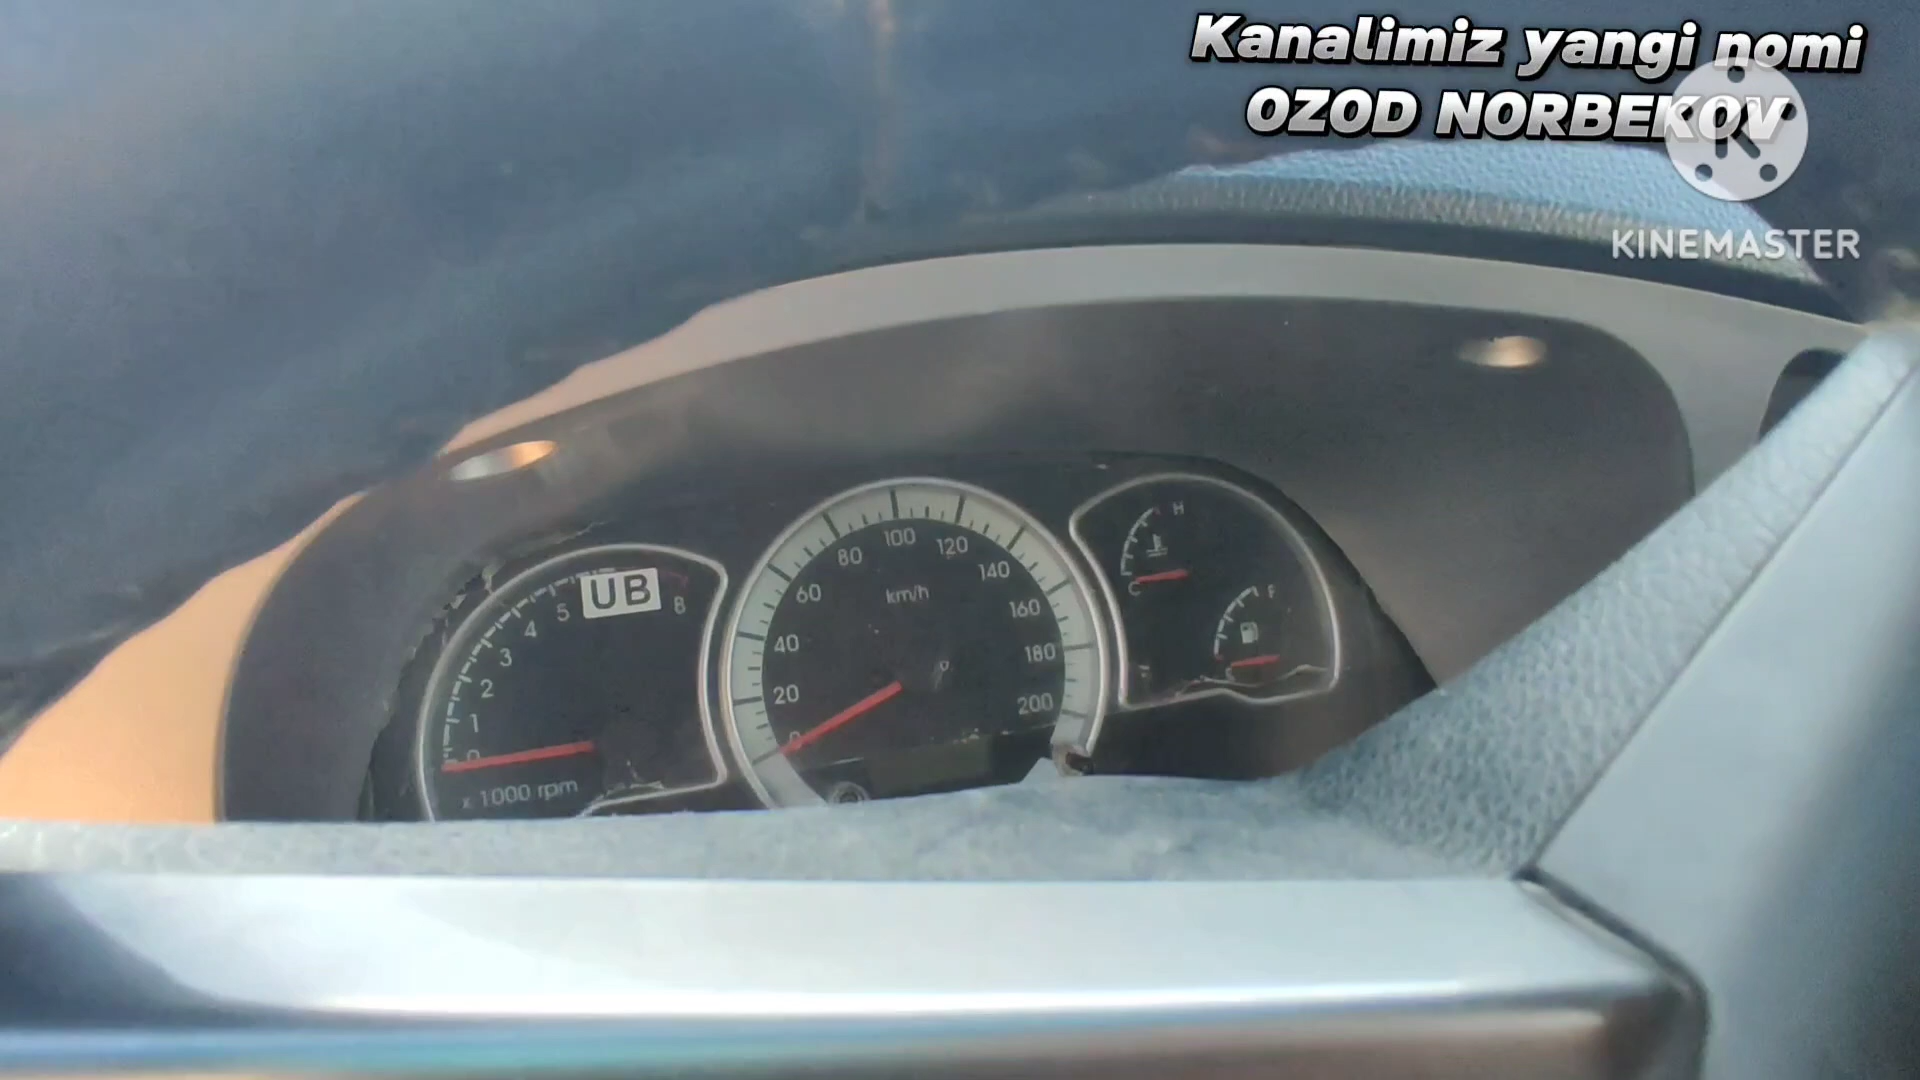 Kanalimiz yangi nomi
OZOD NORBEKOV
K
KINEMASTER
H
C
F
UB
5
8
4
3
2
1
0
x 1000 rpm
100
80
120
60
km/h
140
40
160
20
180
0
200